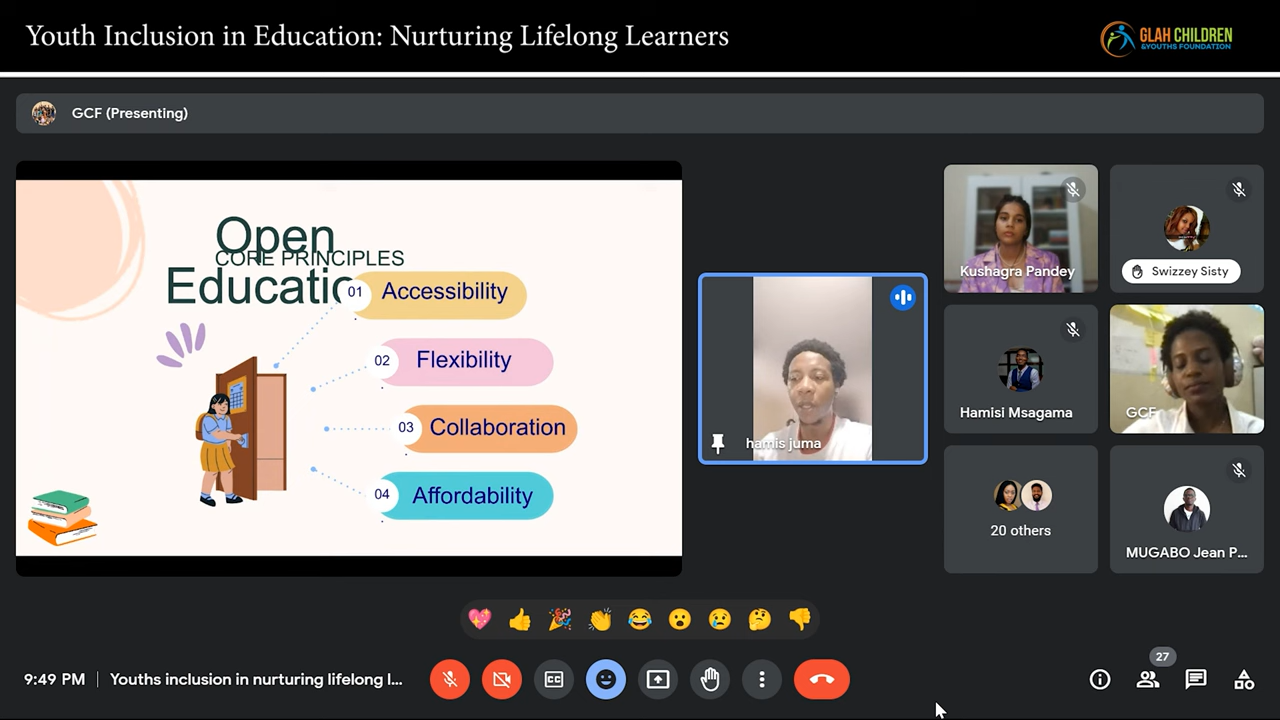 Youth Inclusion in Education: Nurturing Lifelong Learners
GLAH CHILDREN
&YOUTHS FOUNDATION
GCF (Presenting)
Open
CORE PRINCIPLES
Educatio
01 Accessibility
02 Flexibility
03 Collaboration
04 Affordability
hamis juma
Kushagra Pandey
Swizzey Sisty
Hamisi Msagama
GCF
20 others
MUGABO Jean P...
9:49 PM | Youths inclusion in nurturing lifelong l...
27